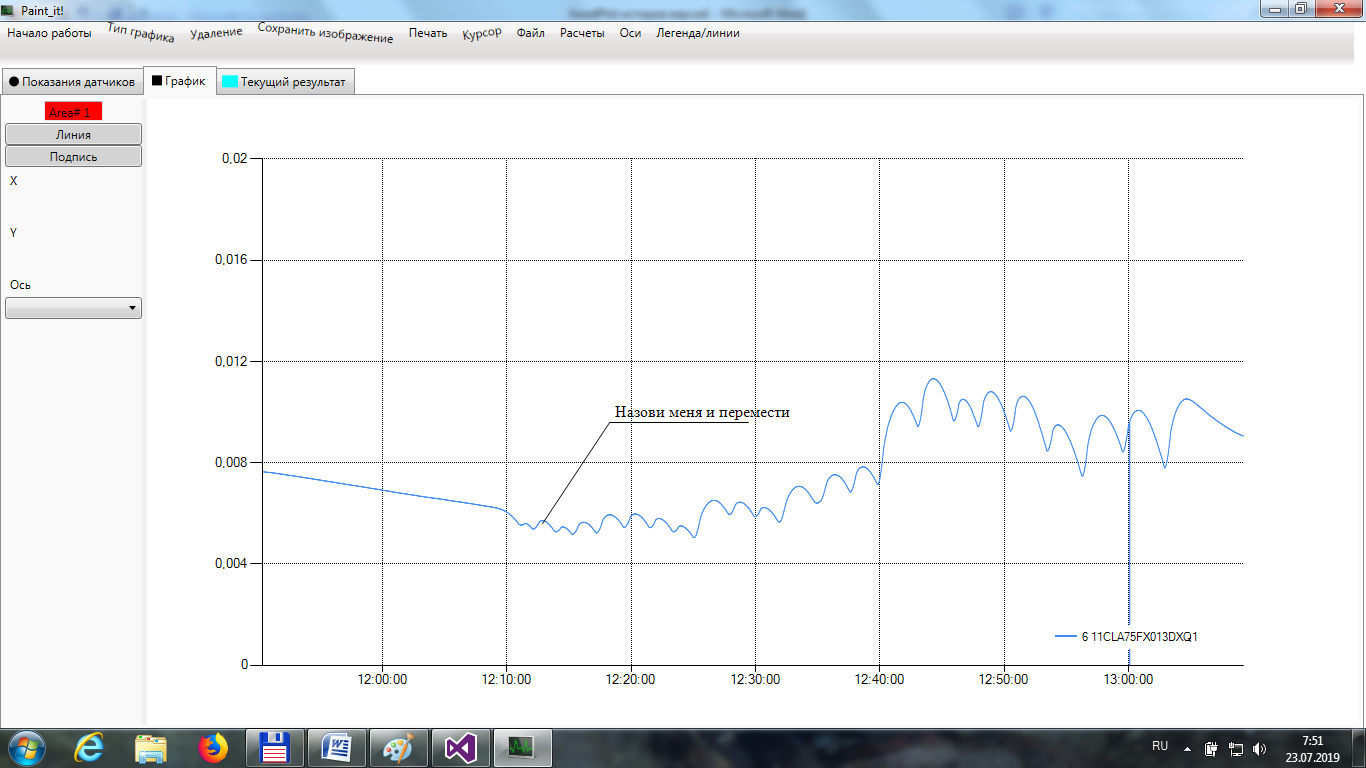 Paint_it!
Начало работы Тип графика Удаление Сохранить изображение Печать Курсор Файл Расчеты Оси Легенда/линии
Показания датчиков График Текущий результат
Area# 1
Линия
Подпись
X
Y
Ось
0,02
0,016
0,012
Назови меня и перемести
0,008
0,004
6 11CLA75FX013DXQ1
0
12:00:00 12:10:00 12:20:00 12:30:00 12:40:00 12:50:00 13:00:00
RU
7:51
23.07.2019